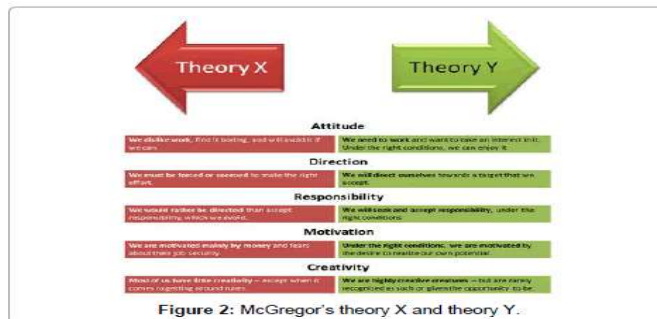 Theory X
Theory Y
Attitude
We dislike work, find it boring, and will avoid it if
we can.
We need to work and want to take an interest in it.
Under the right conditions, we can enjoy it.
Direction
We must be forced or coerced to make the right
effort.
We will direct ourselves towards a target that we
accept.
Responsibility
We would rather be directed than accept
responsibility, which we avoid.
We will seek and accept responsibility, under the
right conditions.
Motivation
We are motivated mainly by money and fears
about their job security.
Under the right conditions, we are motivated by
the desire to realise our own potential.
Creativity
Most of us have little creativity – except when it
comes to getting around rules.
We are highly creative creatures – but are rarely
recognised as such or given the opportunity to be.
Figure 2: McGregor's theory X and theory Y.